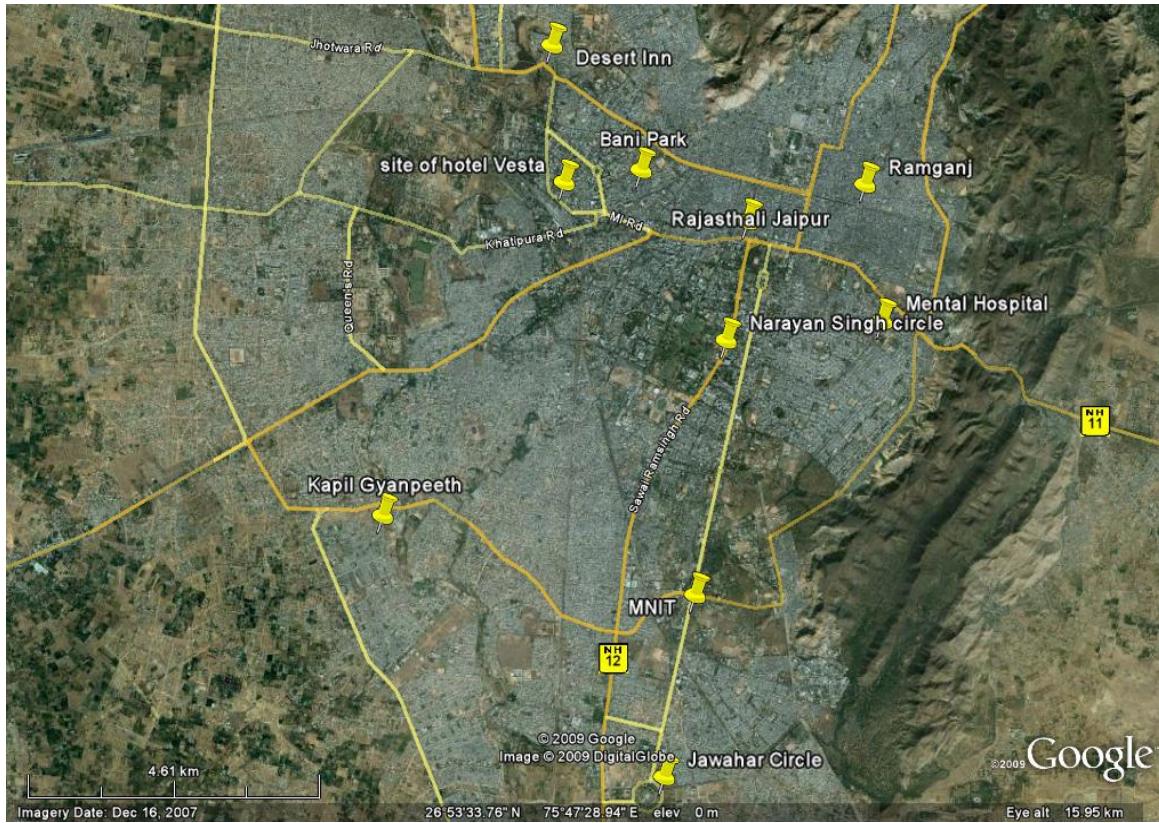 Jhotwara Rd
Desert Inn
Bani Park
site of hotel Vesta
Ramganj
Rajasthali Jaipur
MI Rd
Khatipura Rd
Queen's Rd
Mental Hospital
Narayan Singh circle
NH
11
Sawai Ramsingh Rd
Kapil Gyanpeeth
MNIT
NH
12
© 2009 Google
Image © 2009 DigitalGlobe
Jawahar Circle
©2009 Google
4.61 km
Imagery Date: Dec 16, 2007 26°53'33.76" N 75°47'28.94" E elev 0 m Eye alt 15.95 km